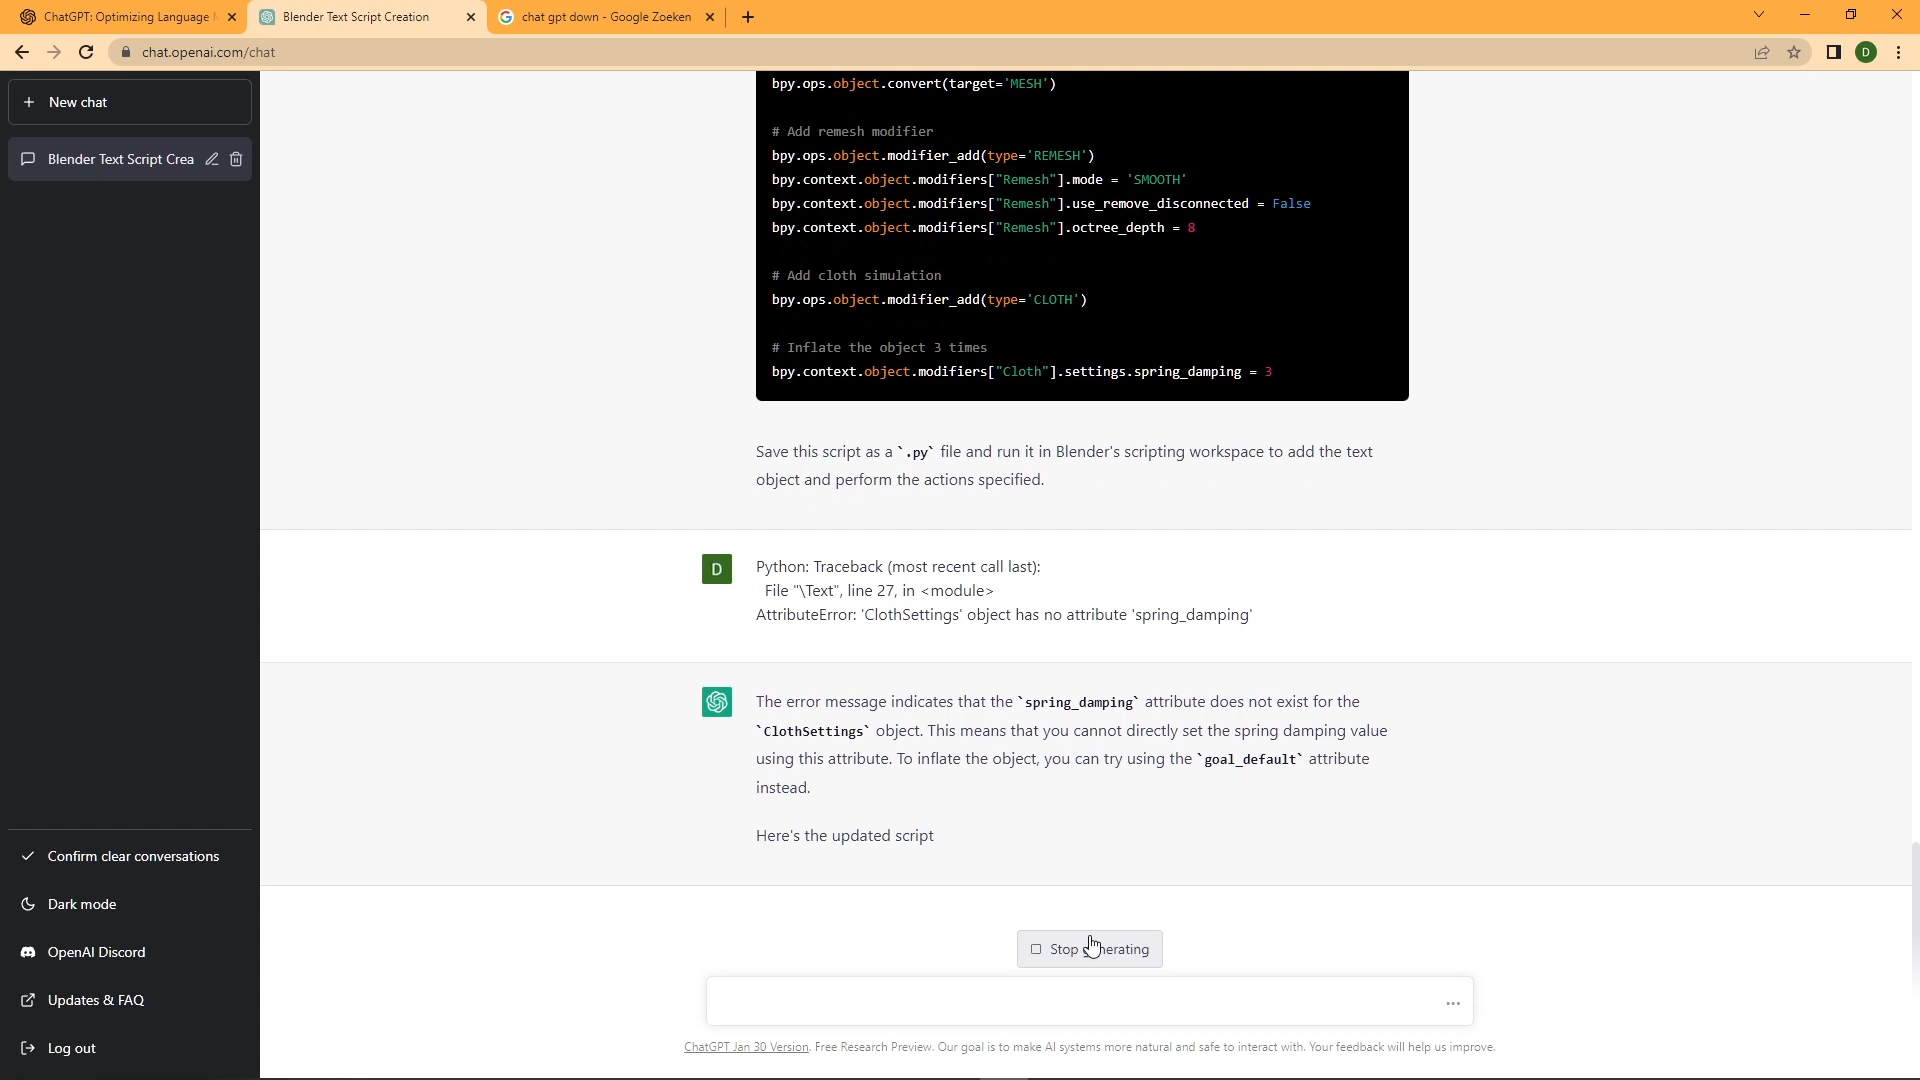 ChatGPT: Optimizing Language
Blender Text Script Creation
chat gpt down - Google Zoeken
chat.openai.com/chat
D
New chat
Blender Text Script Crea
bpy.ops.object.convert(target='MESH')
# Add remesh modifier
bpy.ops.object.modifier_add(type='REMESH')
bpy.context.object.modifiers["Remesh"].mode = 'SMOOTH'
bpy.context.object.modifiers["Remesh"].use_remove_disconnected = False
bpy.context.object.modifiers["Remesh"].octree_depth = 8
# Add cloth simulation
bpy.ops.object.modifier_add(type='CLOTH')
# Inflate the object 3 times
bpy.context.object.modifiers["Cloth"].settings.spring_damping = 3
Save this script as a `.py` file and run it in Blender's scripting workspace to add the text
object and perform the actions specified.
D
Python: Traceback (most recent call last):
File "\Text", line 27, in <module>
AttributeError: 'ClothSettings' object has no attribute 'spring_damping'
The error message indicates that the `spring_damping` attribute does not exist for the
`ClothSettings` object. This means that you cannot directly set the spring damping value
using this attribute. To inflate the object, you can try using the `goal_default` attribute
instead.
Here's the updated script
Confirm clear conversations
Dark mode
OpenAI Discord
Updates & FAQ
Log out
Stop generating
ChatGPT Jan 30 Version. Free Research Preview. Our goal is to make AI systems more natural and safe to interact with. Your feedback will help us improve.